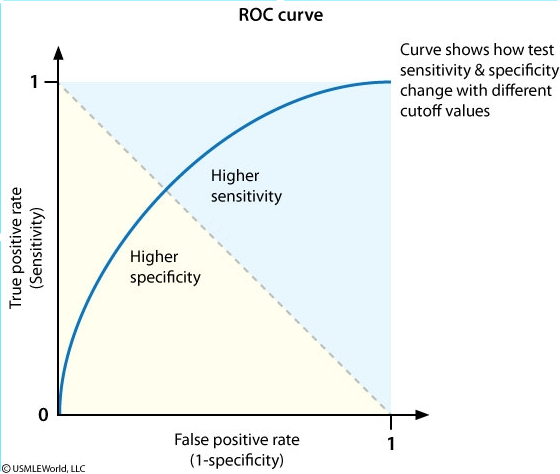 ROC curve
Curve shows how test
sensitivity & specificity
change with different
cutoff values
1
Higher
sensitivity
Higher
specificity
True positive rate
(Sensitivity)
0
False positive rate
(1-specificity)
1
© USMLEWorld, LLC